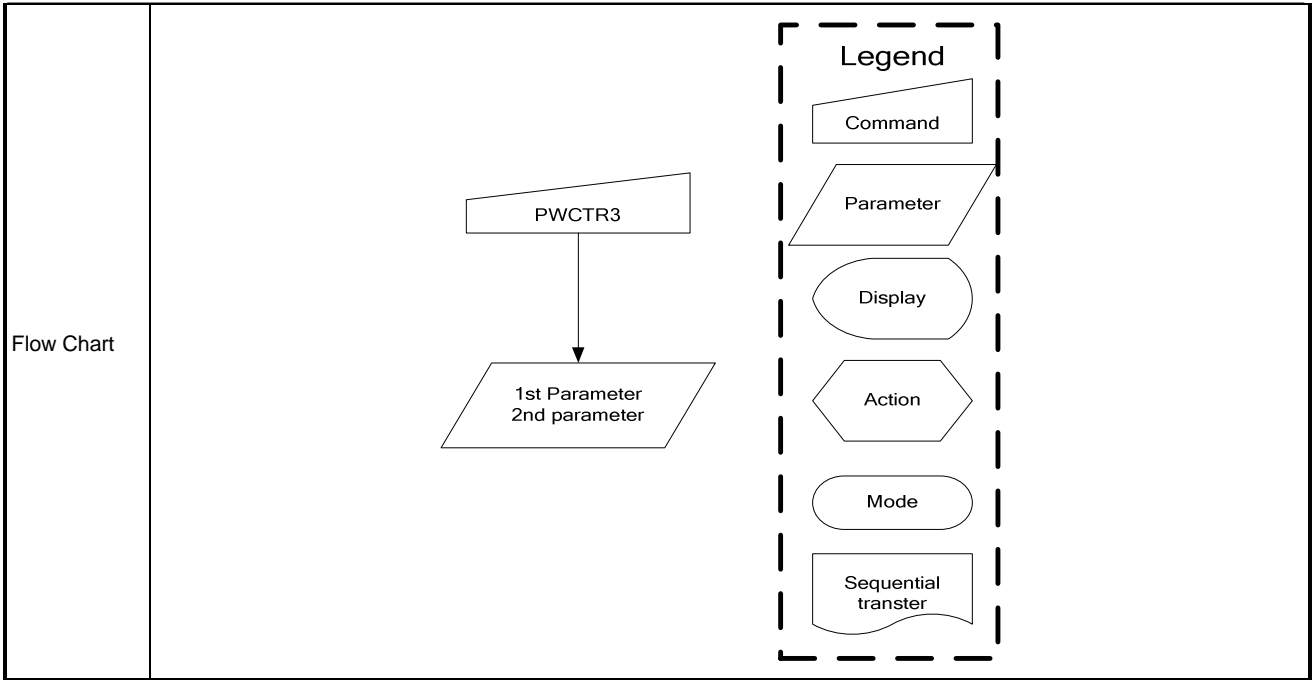 Flow Chart
PWCTR3
1st Parameter
2nd parameter
Legend
Command
Parameter
Display
Action
Mode
Sequential
transter